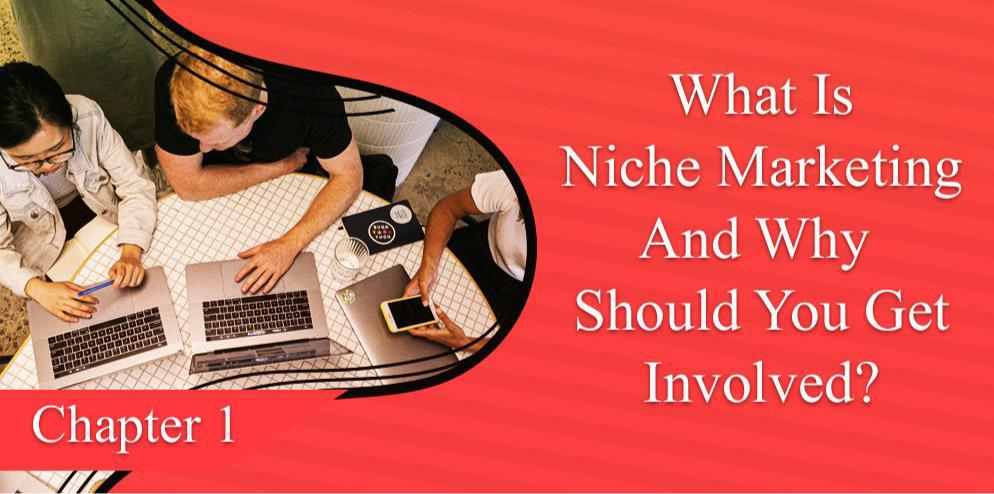 What Is
Niche Marketing
And Why
Should You Get
Involved?
Chapter 1